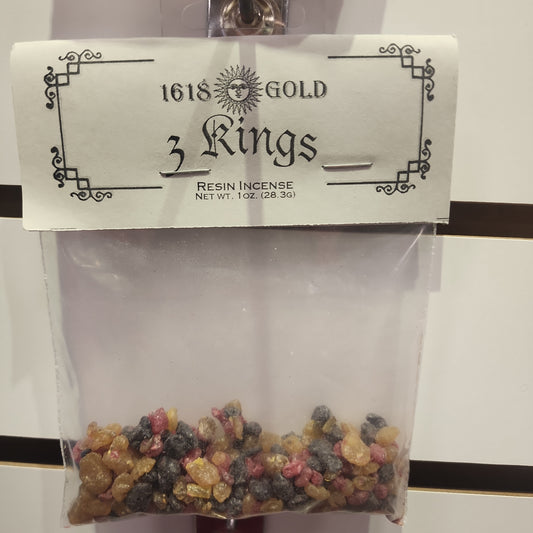 1618 GOLD
3 Kings
RESIN INCENSE
NET WT. 1OZ. (28.3G)